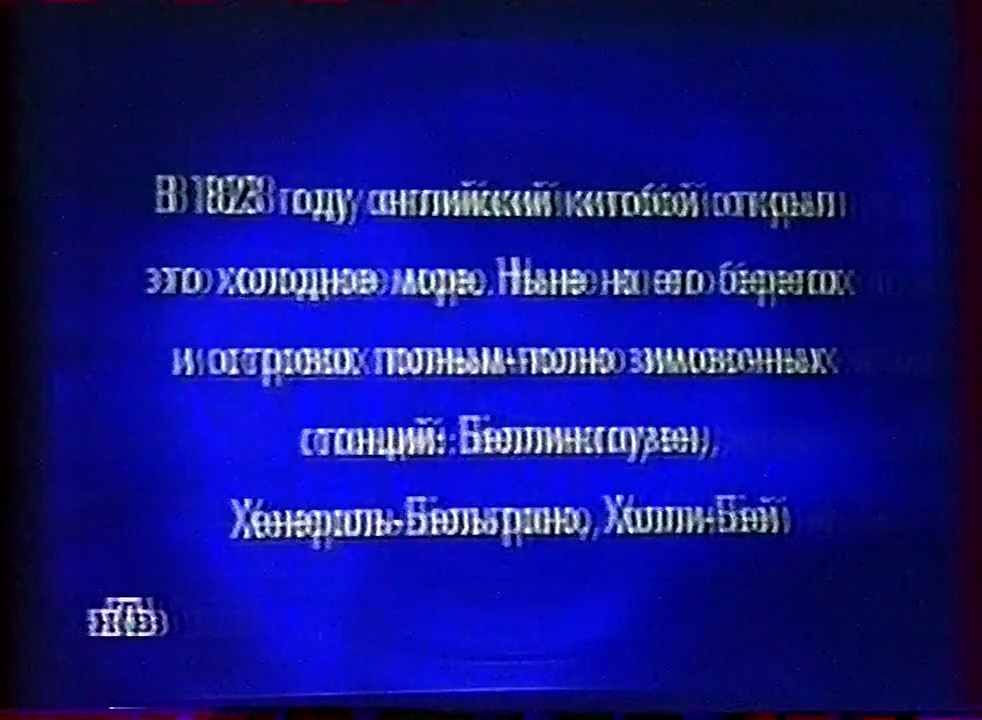 В 1823 году английский китобой открыл
это холодное море. Ныне на его берегах
и островах полным-полно зимовочных
станций: Беллинсгаузен,
Хенераль-Бельграно, Халли-Бей
НТВ